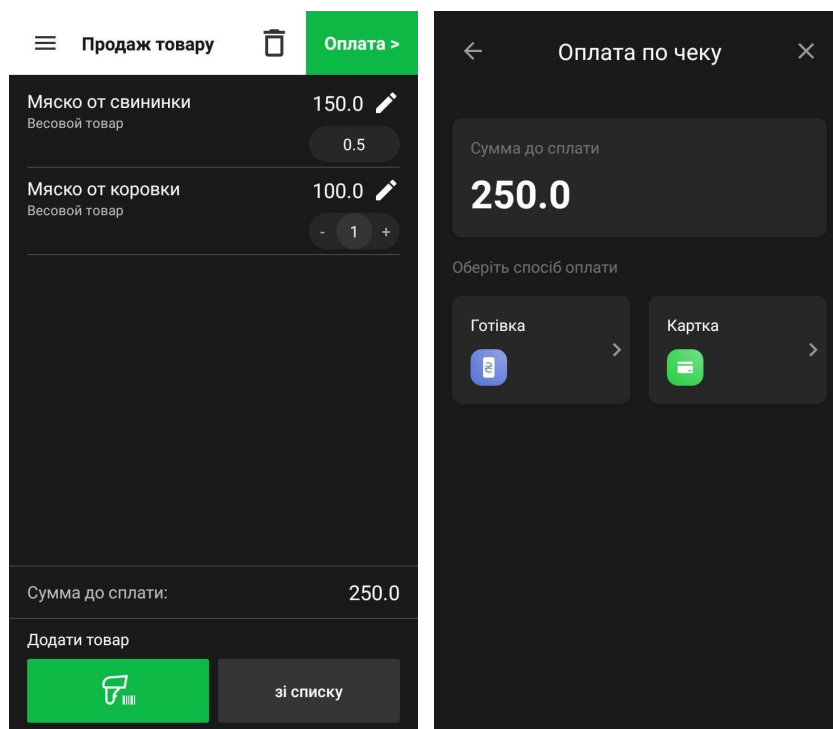 Продаж товару
Оплата >
Мяско от свининки
150.0
Весовой товар
0.5
Мяско от коровки
100.0
Весовой товар
- 1 +
Сумма до сплати:
250.0
Додати товар
зі списку
Оплата по чеку
Сумма до сплати
250.0
Оберіть спосіб оплати
Готівка
Картка
₴